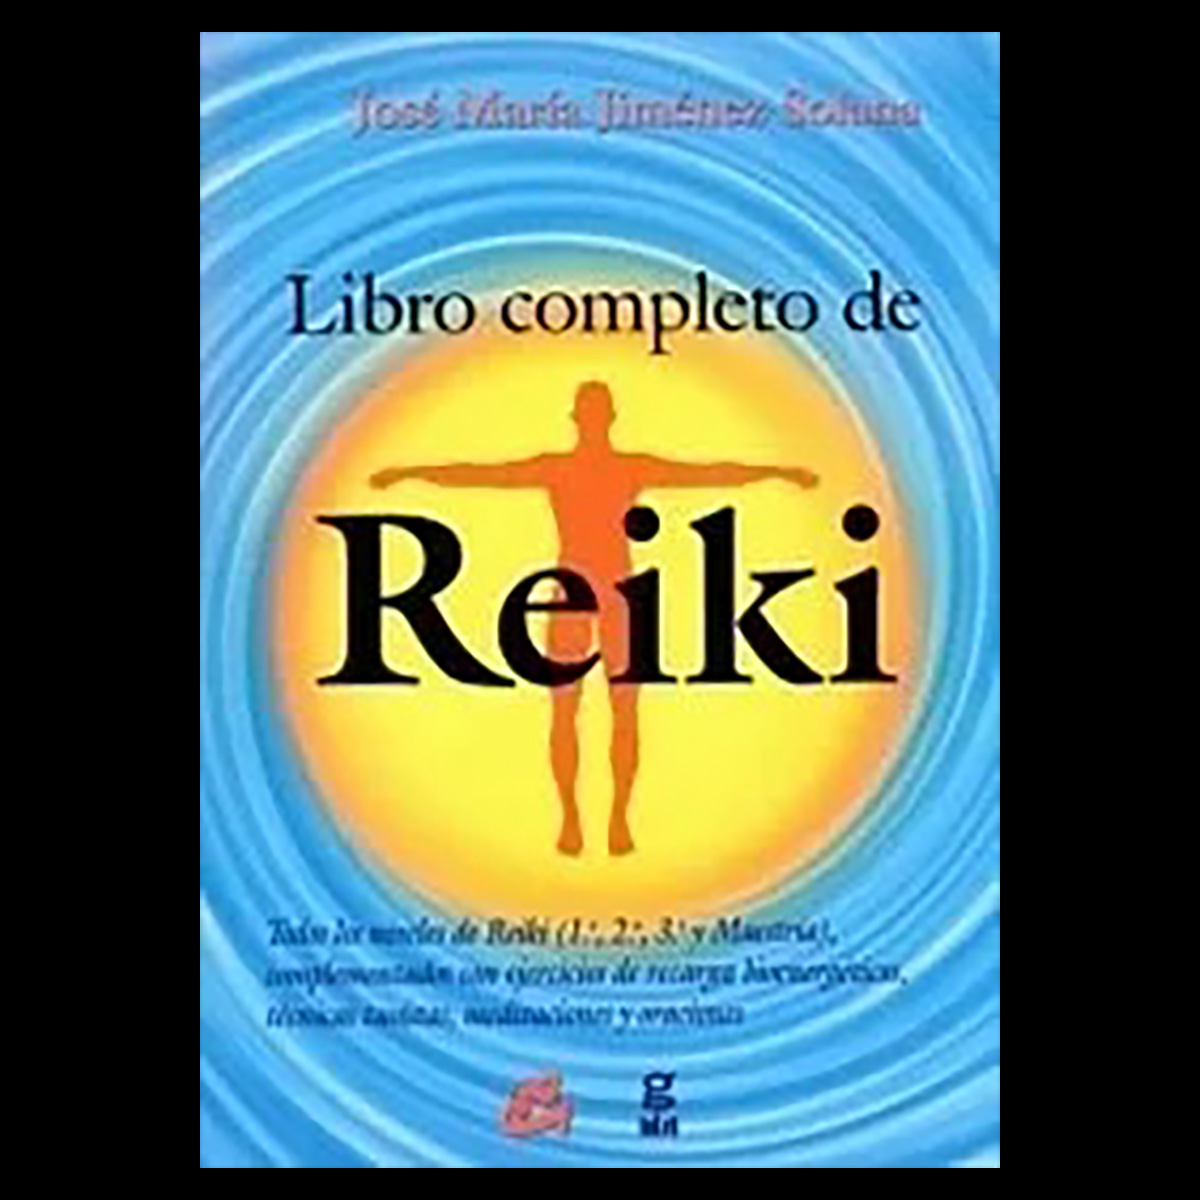 José María Jiménez Solana
Libro completo de
Reiki
Todos los niveles de Reiki (1.º, 2.º, 3.º y Maestría),
complementados con ejercicios de recarga bioenergética,
técnicas taoístas, meditaciones y
g